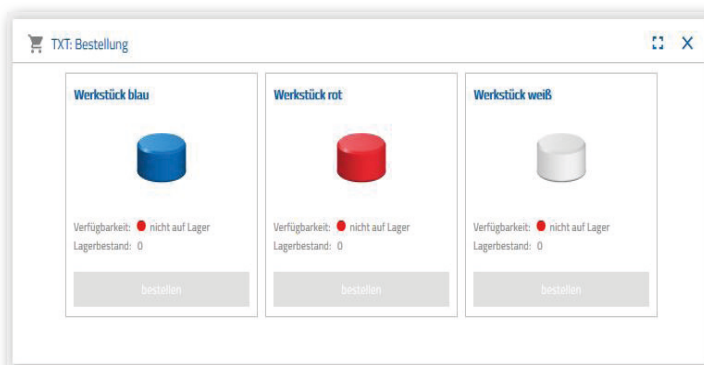 TXT: Bestellung
Werkstück blau
Verfügbarkeit: nicht auf Lager
Lagerbestand: 0
bestellen
Werkstück rot
Verfügbarkeit: nicht auf Lager
Lagerbestand: 0
bestellen
Werkstück weiß
Verfügbarkeit: nicht auf Lager
Lagerbestand: 0
bestellen